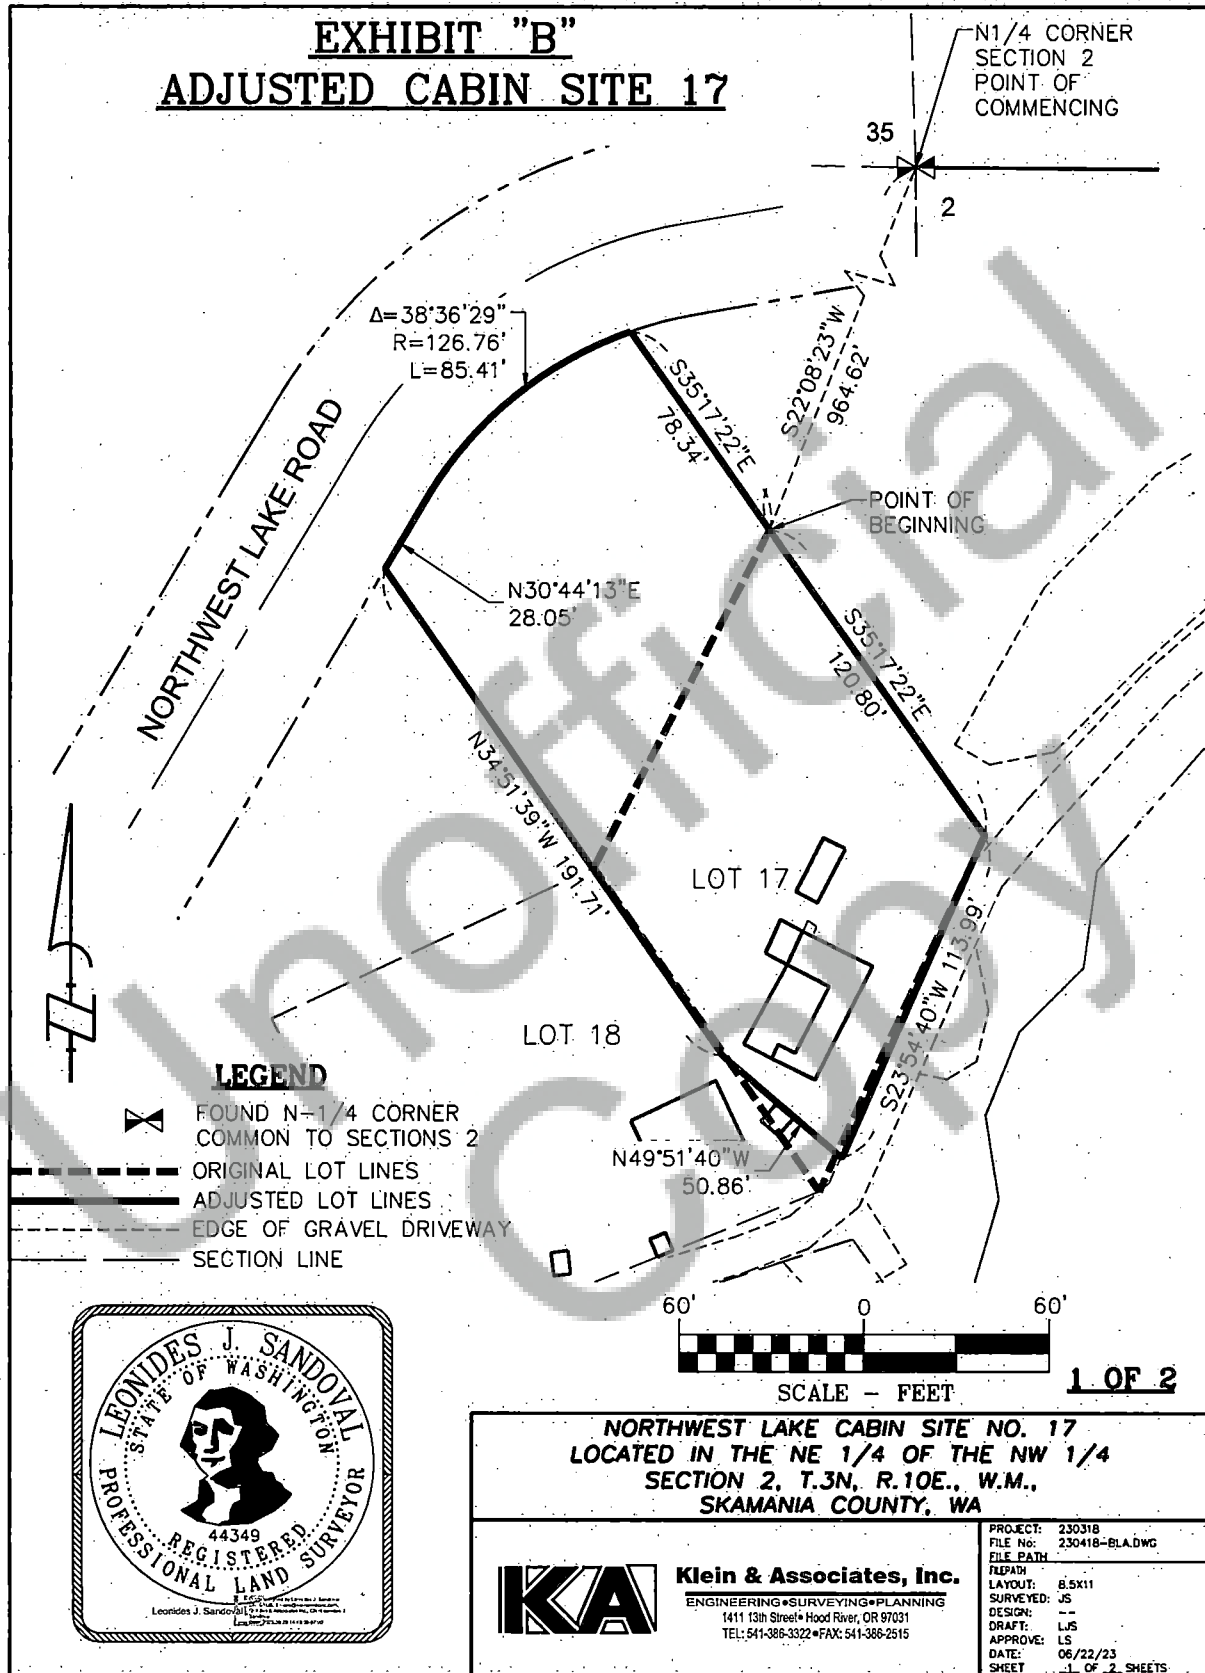 EXHIBIT "B"
ADJUSTED CABIN SITE 17
N1/4 CORNER
SECTION 2
POINT OF
COMMENCING
35
2
Δ=38°36'29"
R=126.76'
L=85.41'
S35°17'22"E
78.34'
S22°08'23"W
964.62'
NORTHWEST LAKE ROAD
POINT OF
BEGINNING
N30°44'13"E
28.05'
S35°17'22"E
120.80'
N34°51'39"W 191.71'
LOT 17
S23°54'40"W 113.99'
LOT 18
N49°51'40"W
50.86'
LEGEND
FOUND N-1/4 CORNER
COMMON TO SECTIONS 2
ORIGINAL LOT LINES
ADJUSTED LOT LINES
EDGE OF GRAVEL DRIVEWAY
SECTION LINE
Unofficial
Copy
60' 0 60'
SCALE - FEET
1 OF 2
LEONIDES J. SANDOVAL
STATE OF WASHINGTON
44349
REGISTERED
PROFESSIONAL LAND SURVEYOR
Leonides J. Sandoval
NORTHWEST LAKE CABIN SITE NO. 17
LOCATED IN THE NE 1/4 OF THE NW 1/4
SECTION 2, T.3N, R.10E., W.M.,
SKAMANIA COUNTY, WA
KA
Klein & Associates, Inc.
ENGINEERING•SURVEYING•PLANNING
1411 13th Street• Hood River, OR 97031
TEL: 541-386-3322•FAX: 541-386-2515
PROJECT: 230318
FILE No: 230418-BLA.DWG
FILE PATH
FILEPATH
LAYOUT: 8.5X11
SURVEYED: JS
DESIGN: --
DRAFT: LJS
APPROVE: LS
DATE: 06/22/23
SHEET OF 2 SHEETS